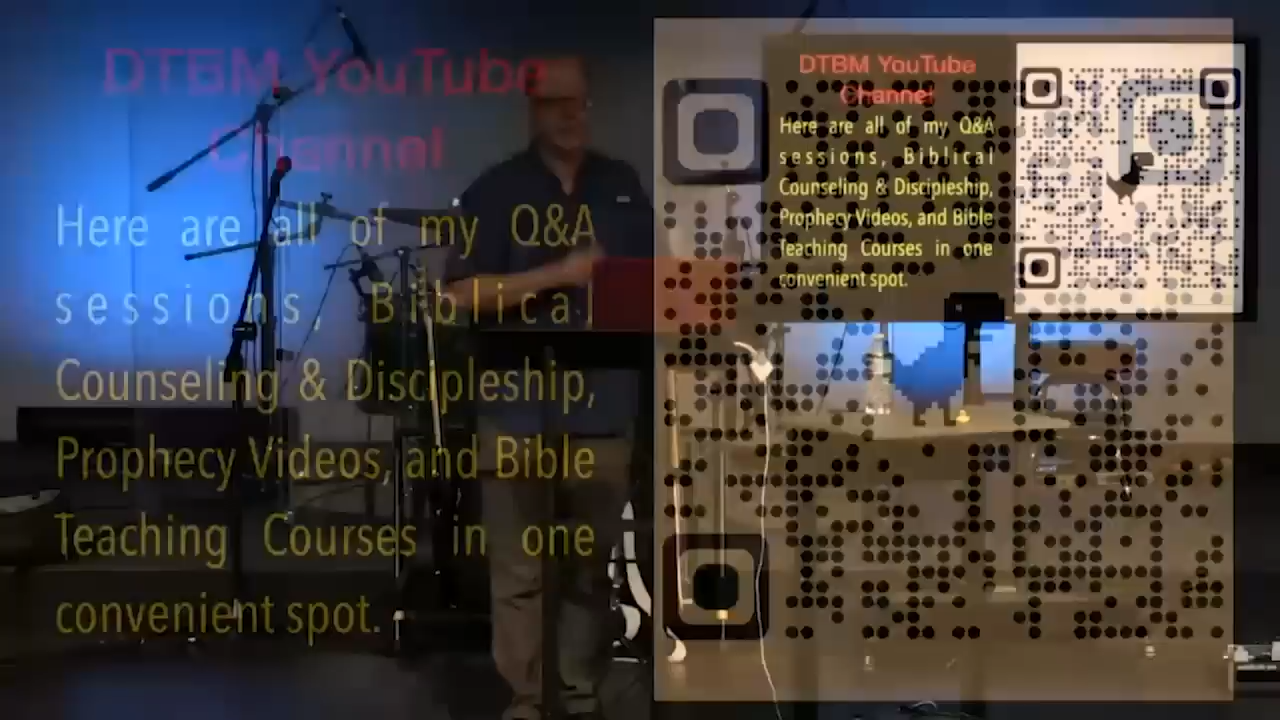 DTBM YouTube
Channel
Here are all of my Q&A
sessions, Biblical
Counseling & Discipleship,
Prophecy Videos, and Bible
Teaching Courses in one
convenient spot.
DTBM YouTube
Channel
Here are all of my Q&A
sessions, Biblical
Counseling & Discipleship,
Prophecy Videos, and Bible
Teaching Courses in one
convenient spot.